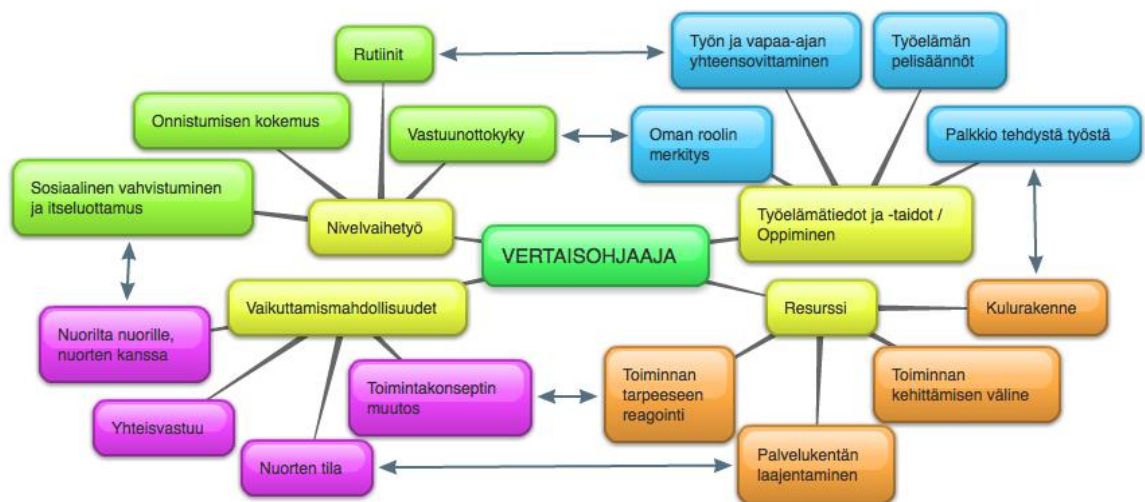 Rutiinit
Työn ja vapaa-ajan
yhteensovittaminen
Työelämän
pelisäännöt
Onnistumisen kokemus
Vastuunottokyky
Oman roolin
merkitys
Palkkio tehdystä työstä
Sosiaalinen vahvistuminen
ja itseluottamus
Nivelvaihetyö
Työelämätiedot ja -taidot /
Oppiminen
VERTAISOHJAAJA
Vaikuttamismahdollisuudet
Resurssi
Kulurakenne
Nuorilta nuorille,
nuorten kanssa
Toimintakonseptin
muutos
Toiminnan
tarpeeseen
reagointi
Toiminnan
kehittämisen väline
Yhteisvastuu
Nuorten tila
Palvelukentän
laajentaminen